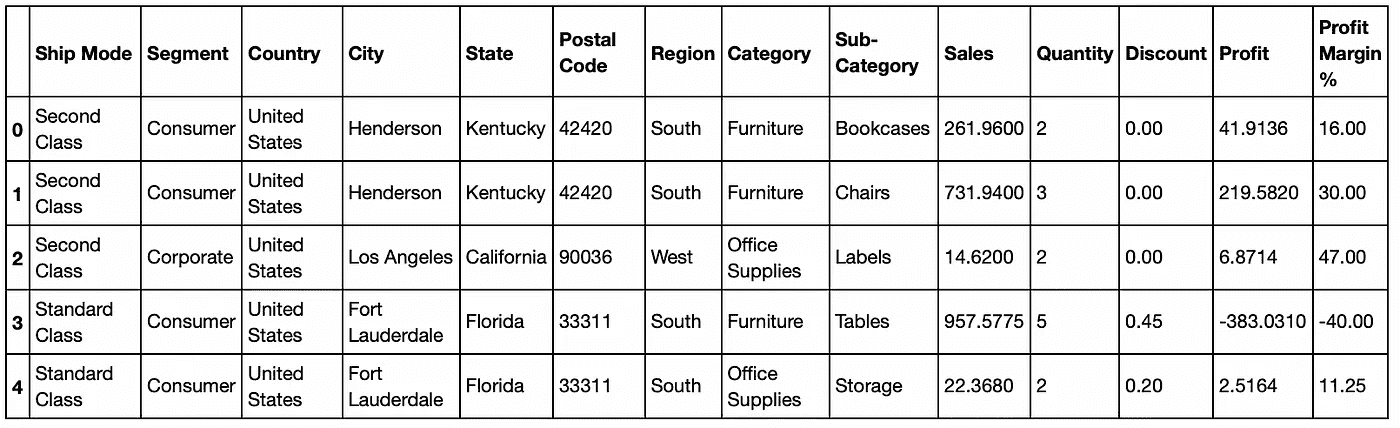 Ship Mode Segment Country City State Postal Code Region Category Sub-Category Sales Quantity Discount Profit Profit Margin %
0 Second Class Consumer United States Henderson Kentucky 42420 South Furniture Bookcases 261.9600 2 0.00 41.9136 16.00
1 Second Class Consumer United States Henderson Kentucky 42420 South Furniture Chairs 731.9400 3 0.00 219.5820 30.00
2 Second Class Corporate United States Los Angeles California 90036 West Office Supplies Labels 14.6200 2 0.00 6.8714 47.00
3 Standard Class Consumer United States Fort Lauderdale Florida 33311 South Furniture Tables 957.5775 5 0.45 -383.0310 -40.00
4 Standard Class Consumer United States Fort Lauderdale Florida 33311 South Office Supplies Storage 22.3680 2 0.20 2.5164 11.25